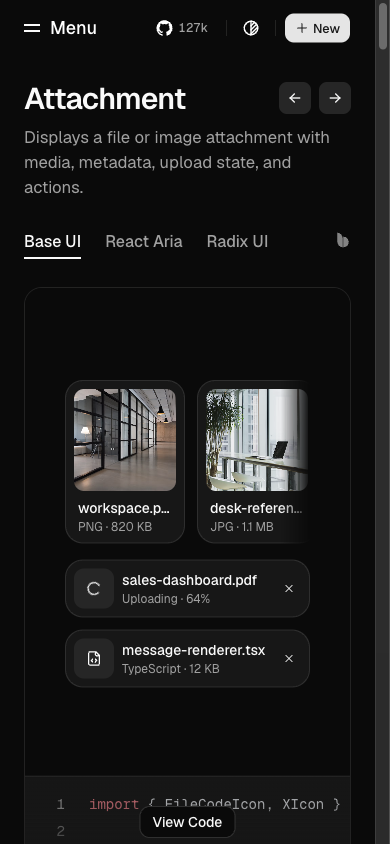 Menu
127k
+ New
Attachment
Displays a file or image attachment with
media, metadata, upload state, and
actions.
Base UI
React Aria
Radix UI
workspace.p...
PNG · 820 KB
desk-referen...
JPG · 1.1 MB
sales-dashboard.pdf
Uploading · 64%
message-renderer.tsx
TypeScript · 12 KB
1 import { FileCodeIcon, XIcon }
2
View Code